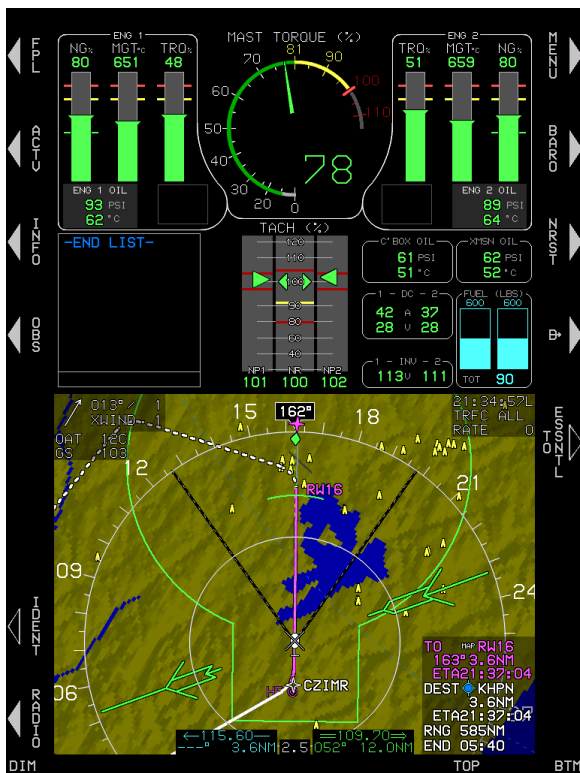 ENG 1
MAST TORQUE (%)
ENG 2
NG% MGT°C TRQ%
80 651 48
TRQ% MGT°C NG%
51 659 80
FPL
MENU
ACTV
BARO
INFO
NRST
OBS
D
0 20 30 40 50 60 70 81 90 100 110
78
ENG 1 OIL
93 PSI
62 °C
ENG 2 OIL
89 PSI
64 °C
-END LIST-
TACH (%)
120
110
100
90
80
60
40
NP1 NR NP2
101 100 102
C'BOX OIL
61 PSI
51 °C
XMSN OIL
62 PSI
52 °C
1 - DC - 2
42 A 37
28 V 28
1 - INV - 2
113 V 111
FUEL (LBS)
600 600
TOT 90
013°/ 1
XWIND 1
OAT 12C
GS 103
15
162°
18
21:34:57L
TRFC ALL
RATE 0
12
21
09
24
06
RW16
CZIMR
TO MAP RW16
163° 3.6NM
ETA21:37:04
DEST KHPN
3.6NM
ETA21:37:04
RNG 585NM
END 05:40
←115.60=
---° 3.6NM
2.5
=109.70→
052° 12.0NM
ESSNTL
TO
IDENT
RADIO
DIM
TOP
BTM